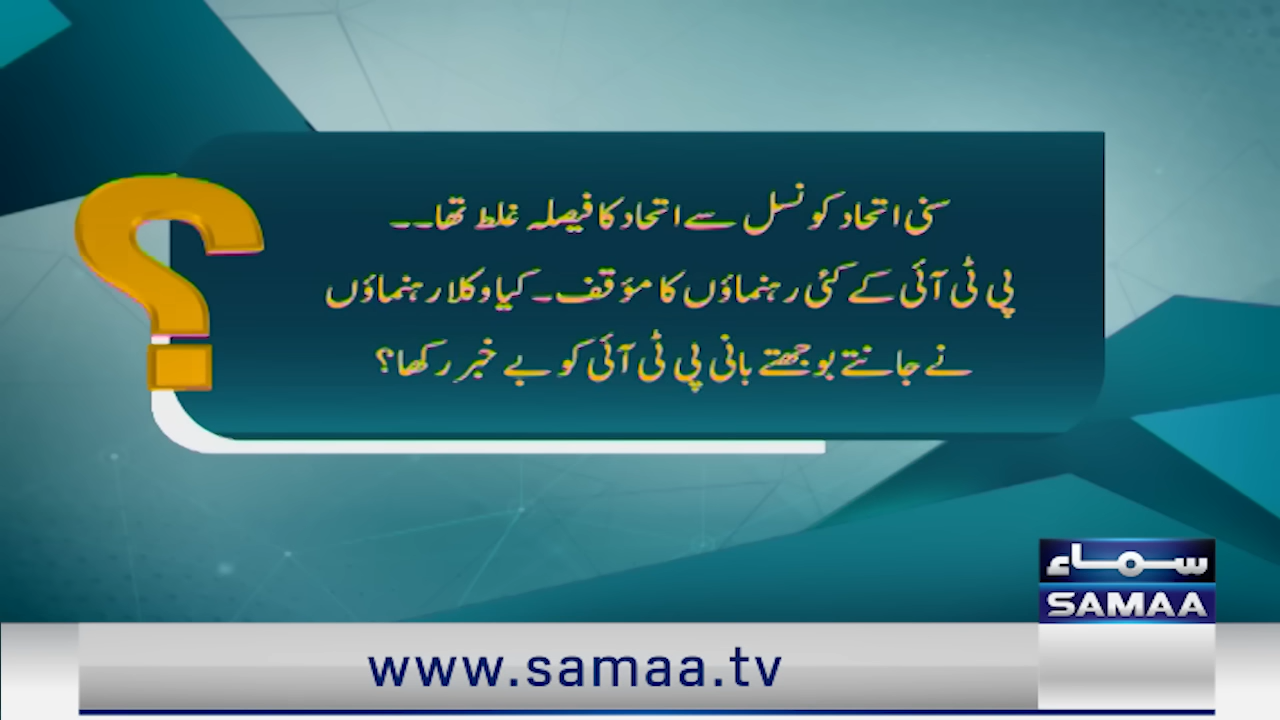 سنی اتحاد کونسل سے اتحاد کا فیصلہ غلط تھا۔۔
پی ٹی آئی کے کئی رہنماؤں کا مؤقف۔ کیا وکلا رہنماؤں
نے جانتے بوجھتے بانی پی ٹی آئی کو بے خبر رکھا؟
سماء
SAMAA
www.samaa.tv